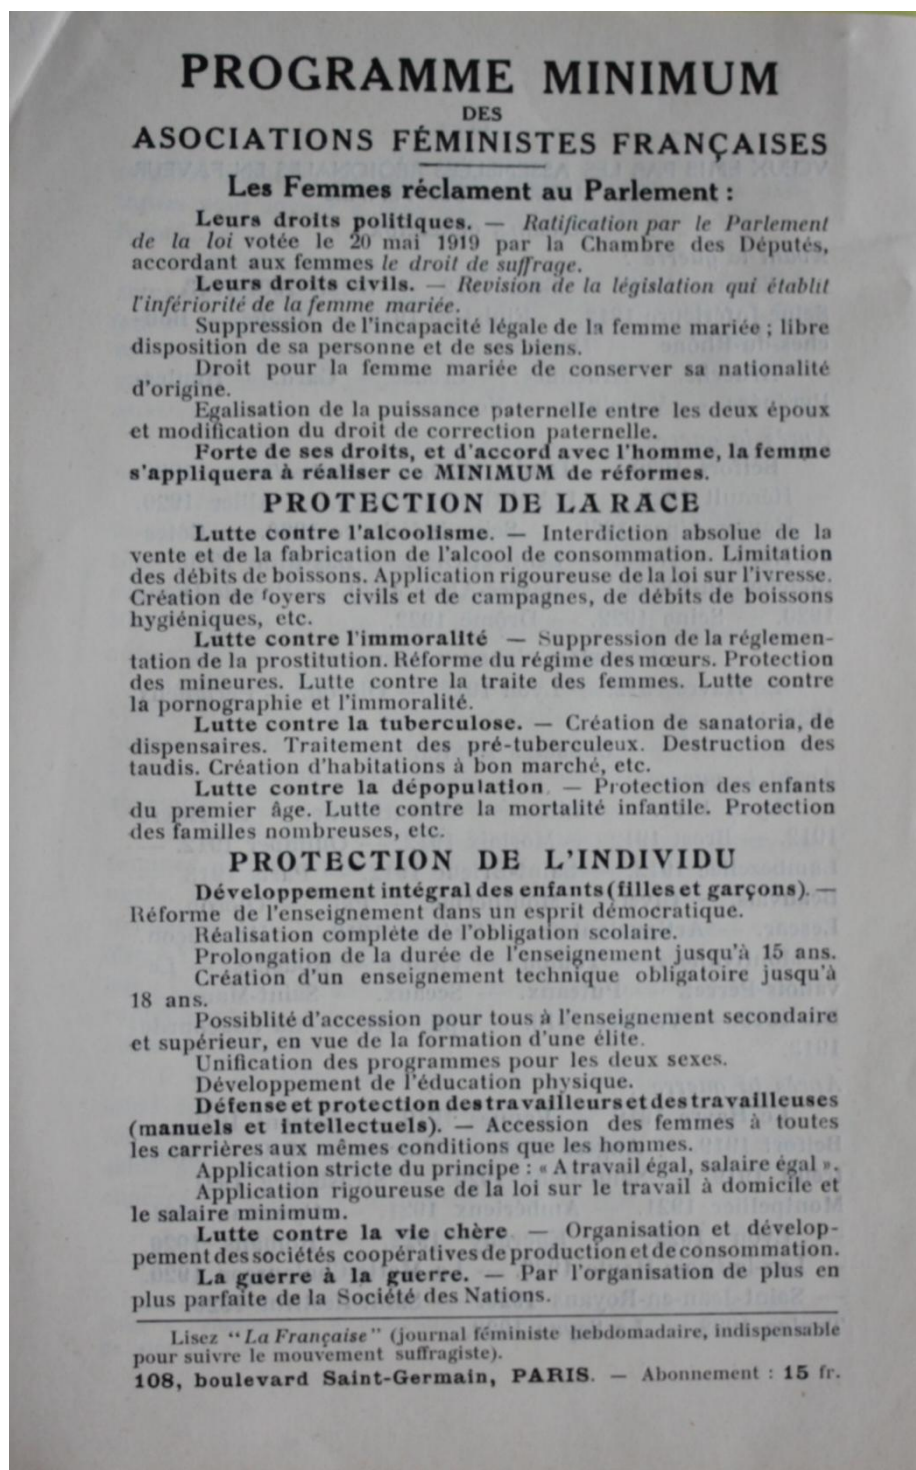 PROGRAMME MINIMUM
DES
ASOCIATIONS FÉMINISTES FRANÇAISES
Les Femmes réclament au Parlement :
Leurs droits politiques. — Ratification par le Parlement
de la loi votée le 20 mai 1919 par la Chambre des Députés,
accordant aux femmes le droit de suffrage.
Leurs droits civils. — Revision de la législation qui établit
l'infériorité de la femme mariée.
Suppression de l'incapacité légale de la femme mariée ; libre
disposition de sa personne et de ses biens.
Droit pour la femme mariée de conserver sa nationalité
d'origine.
Egalisation de la puissance paternelle entre les deux époux
et modification du droit de correction paternelle.
Forte de ses droits, et d'accord avec l'homme, la femme
s'appliquera à réaliser ce MINIMUM de réformes.
PROTECTION DE LA RACE
Lutte contre l'alcoolisme. — Interdiction absolue de la
vente et de la fabrication de l'alcool de consommation. Limitation
des débits de boissons. Application rigoureuse de la loi sur l'ivresse.
Création de foyers civils et de campagnes, de débits de boissons
hygiéniques, etc.
Lutte contre l'immoralité — Suppression de la réglemen-
tation de la prostitution. Réforme du régime des mœurs. Protection
des mineures. Lutte contre la traite des femmes. Lutte contre
la pornographie et l'immoralité.
Lutte contre la tuberculose. — Création de sanatoria, de
dispensaires. Traitement des pré-tuberculeux. Destruction des
taudis. Création d'habitations à bon marché, etc.
Lutte contre la dépopulation. — Protection des enfants
du premier âge. Lutte contre la mortalité infantile. Protection
des familles nombreuses, etc.
PROTECTION DE L'INDIVIDU
Développement intégral des enfants (filles et garçons). —
Réforme de l'enseignement dans un esprit démocratique.
Réalisation complète de l'obligation scolaire.
Prolongation de la durée de l'enseignement jusqu'à 15 ans.
Création d'un enseignement technique obligatoire jusqu'à
18 ans.
Possiblité d'accession pour tous à l'enseignement secondaire
et supérieur, en vue de la formation d'une élite.
Unification des programmes pour les deux sexes.
Développement de l'éducation physique.
Défense et protection des travailleurs et des travailleuses
(manuels et intellectuels). — Accession des femmes à toutes
les carrières aux mêmes conditions que les hommes.
Application stricte du principe : « A travail égal, salaire égal ».
Application rigoureuse de la loi sur le travail à domicile et
le salaire minimum.
Lutte contre la vie chère — Organisation et dévelop-
pement des sociétés coopératives de production et de consommation.
La guerre à la guerre. — Par l'organisation de plus en
plus parfaite de la Société des Nations.
Lisez "La Française" (journal féministe hebdomadaire, indispensable
pour suivre le mouvement suffragiste).
108, boulevard Saint-Germain, PARIS. — Abonnement : 15 fr.